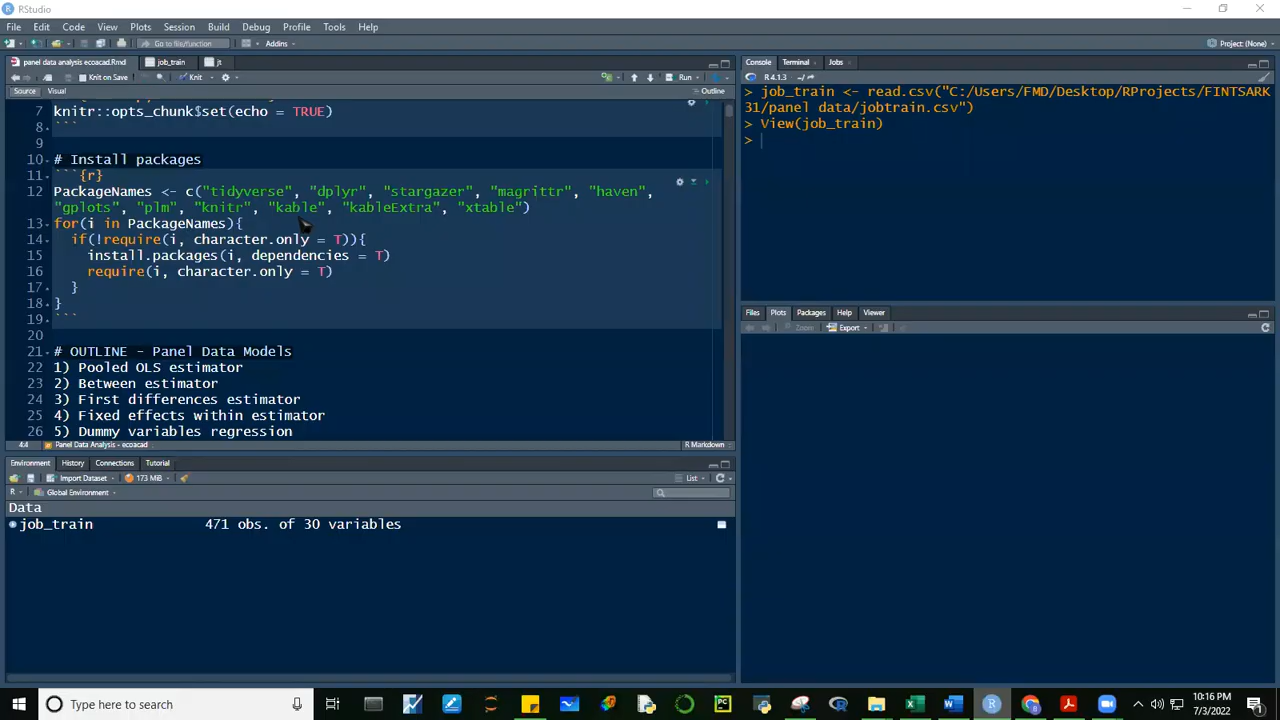 RStudio
File Edit Code View Plots Session Build Debug Profile Tools Help
Go to file/function Addins Project: (None)
panel data analysis ecoacad.Rmd job_train jt
Knit on Save Knit Run
Source Visual Outline
7 knitr::opts_chunk$set(echo = TRUE)
8 ```
9
10 # Install packages
11 ```{r}
12 PackageNames <- c("tidyverse", "dplyr", "stargazer", "magrittr", "haven",
"gplots", "plm", "knitr", "kable", "kableExtra", "xtable")
13 for(i in PackageNames){
14 if(!require(i, character.only = T)){
15 install.packages(i, dependencies = T)
16 require(i, character.only = T)
17 }
18 }
19 ```
20
21 # OUTLINE - Panel Data Models
22 1) Pooled OLS estimator
23 2) Between estimator
24 3) First differences estimator
25 4) Fixed effects within estimator
26 5) Dummy variables regression
4:4 Panel Data Analysis - ecoacad R Markdown
Environment History Connections Tutorial
Import Dataset 173 MiB List
R Global Environment
Data
job_train 471 obs. of 30 variables
Console Terminal Jobs
R 4.1.3 · ~/
> job_train <- read.csv("C:/Users/FMD/Desktop/RProjects/FINTSARK
31/panel data/jobtrain.csv")
> View(job_train)
>
Files Plots Packages Help Viewer
Zoom Export
Type here to search
10:16 PM
7/3/2022